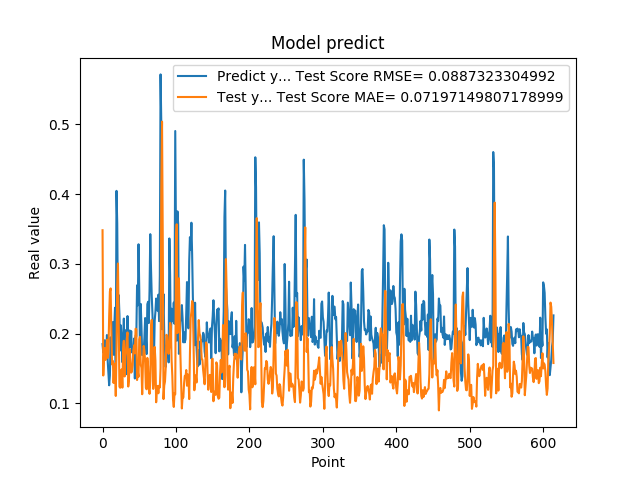 Model predict
Predict y... Test Score RMSE= 0.0887323304992
Test y... Test Score MAE= 0.07197149807178999
Real value
0.5
0.4
0.3
0.2
0.1
0 100 200 300 400 500 600
Point